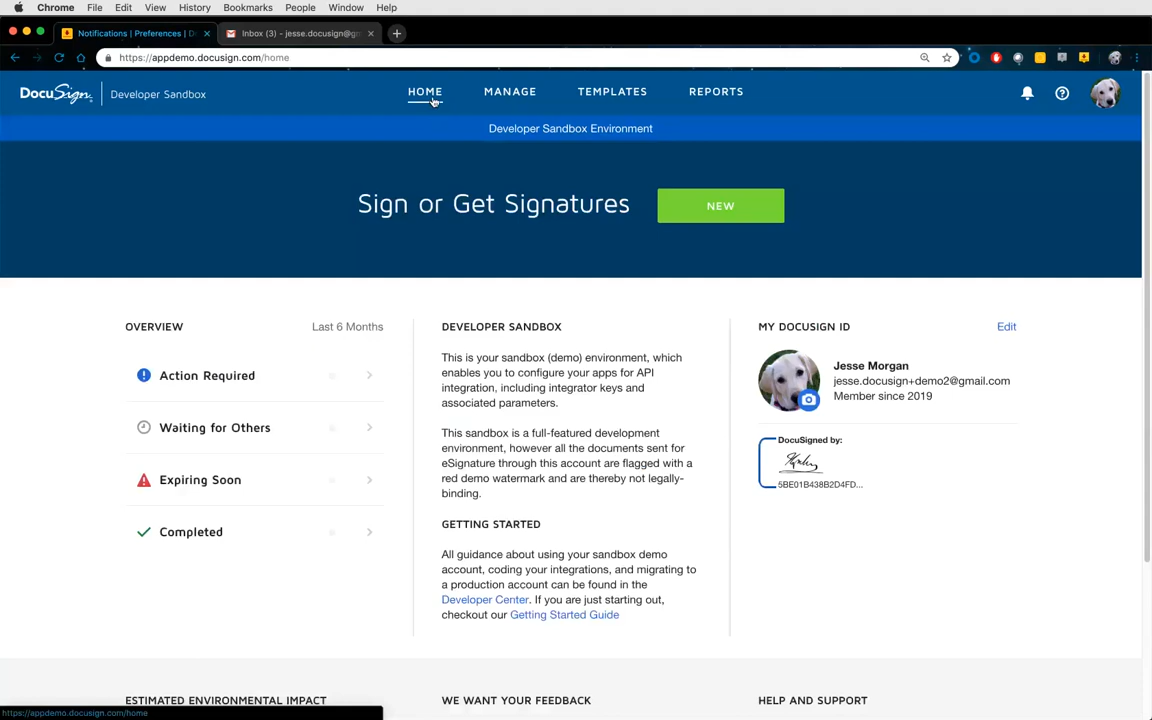 Chrome File Edit View History Bookmarks People Window Help
Notifications | Preferences | D
Inbox (3) - jesse.docusign@gm
https://appdemo.docusign.com/home
DocuSign Developer Sandbox
HOME MANAGE TEMPLATES REPORTS
Developer Sandbox Environment
Sign or Get Signatures
NEW
OVERVIEW Last 6 Months
Action Required
Waiting for Others
Expiring Soon
Completed
DEVELOPER SANDBOX
This is your sandbox (demo) environment, which
enables you to configure your apps for API
integration, including integrator keys and
associated parameters.
This sandbox is a full-featured development
environment, however all the documents sent for
eSignature through this account are flagged with a
red demo watermark and are thereby not legally-
binding.
GETTING STARTED
All guidance about using your sandbox demo
account, coding your integrations, and migrating to
a production account can be found in the
Developer Center. If you are just starting out,
checkout our Getting Started Guide
MY DOCUSIGN ID Edit
Jesse Morgan
jesse.docusign+demo2@gmail.com
Member since 2019
DocuSigned by:
5BE01B438B2D4FD...
ESTIMATED ENVIRONMENTAL IMPACT
WE WANT YOUR FEEDBACK
HELP AND SUPPORT
https://appdemo.docusign.com/home